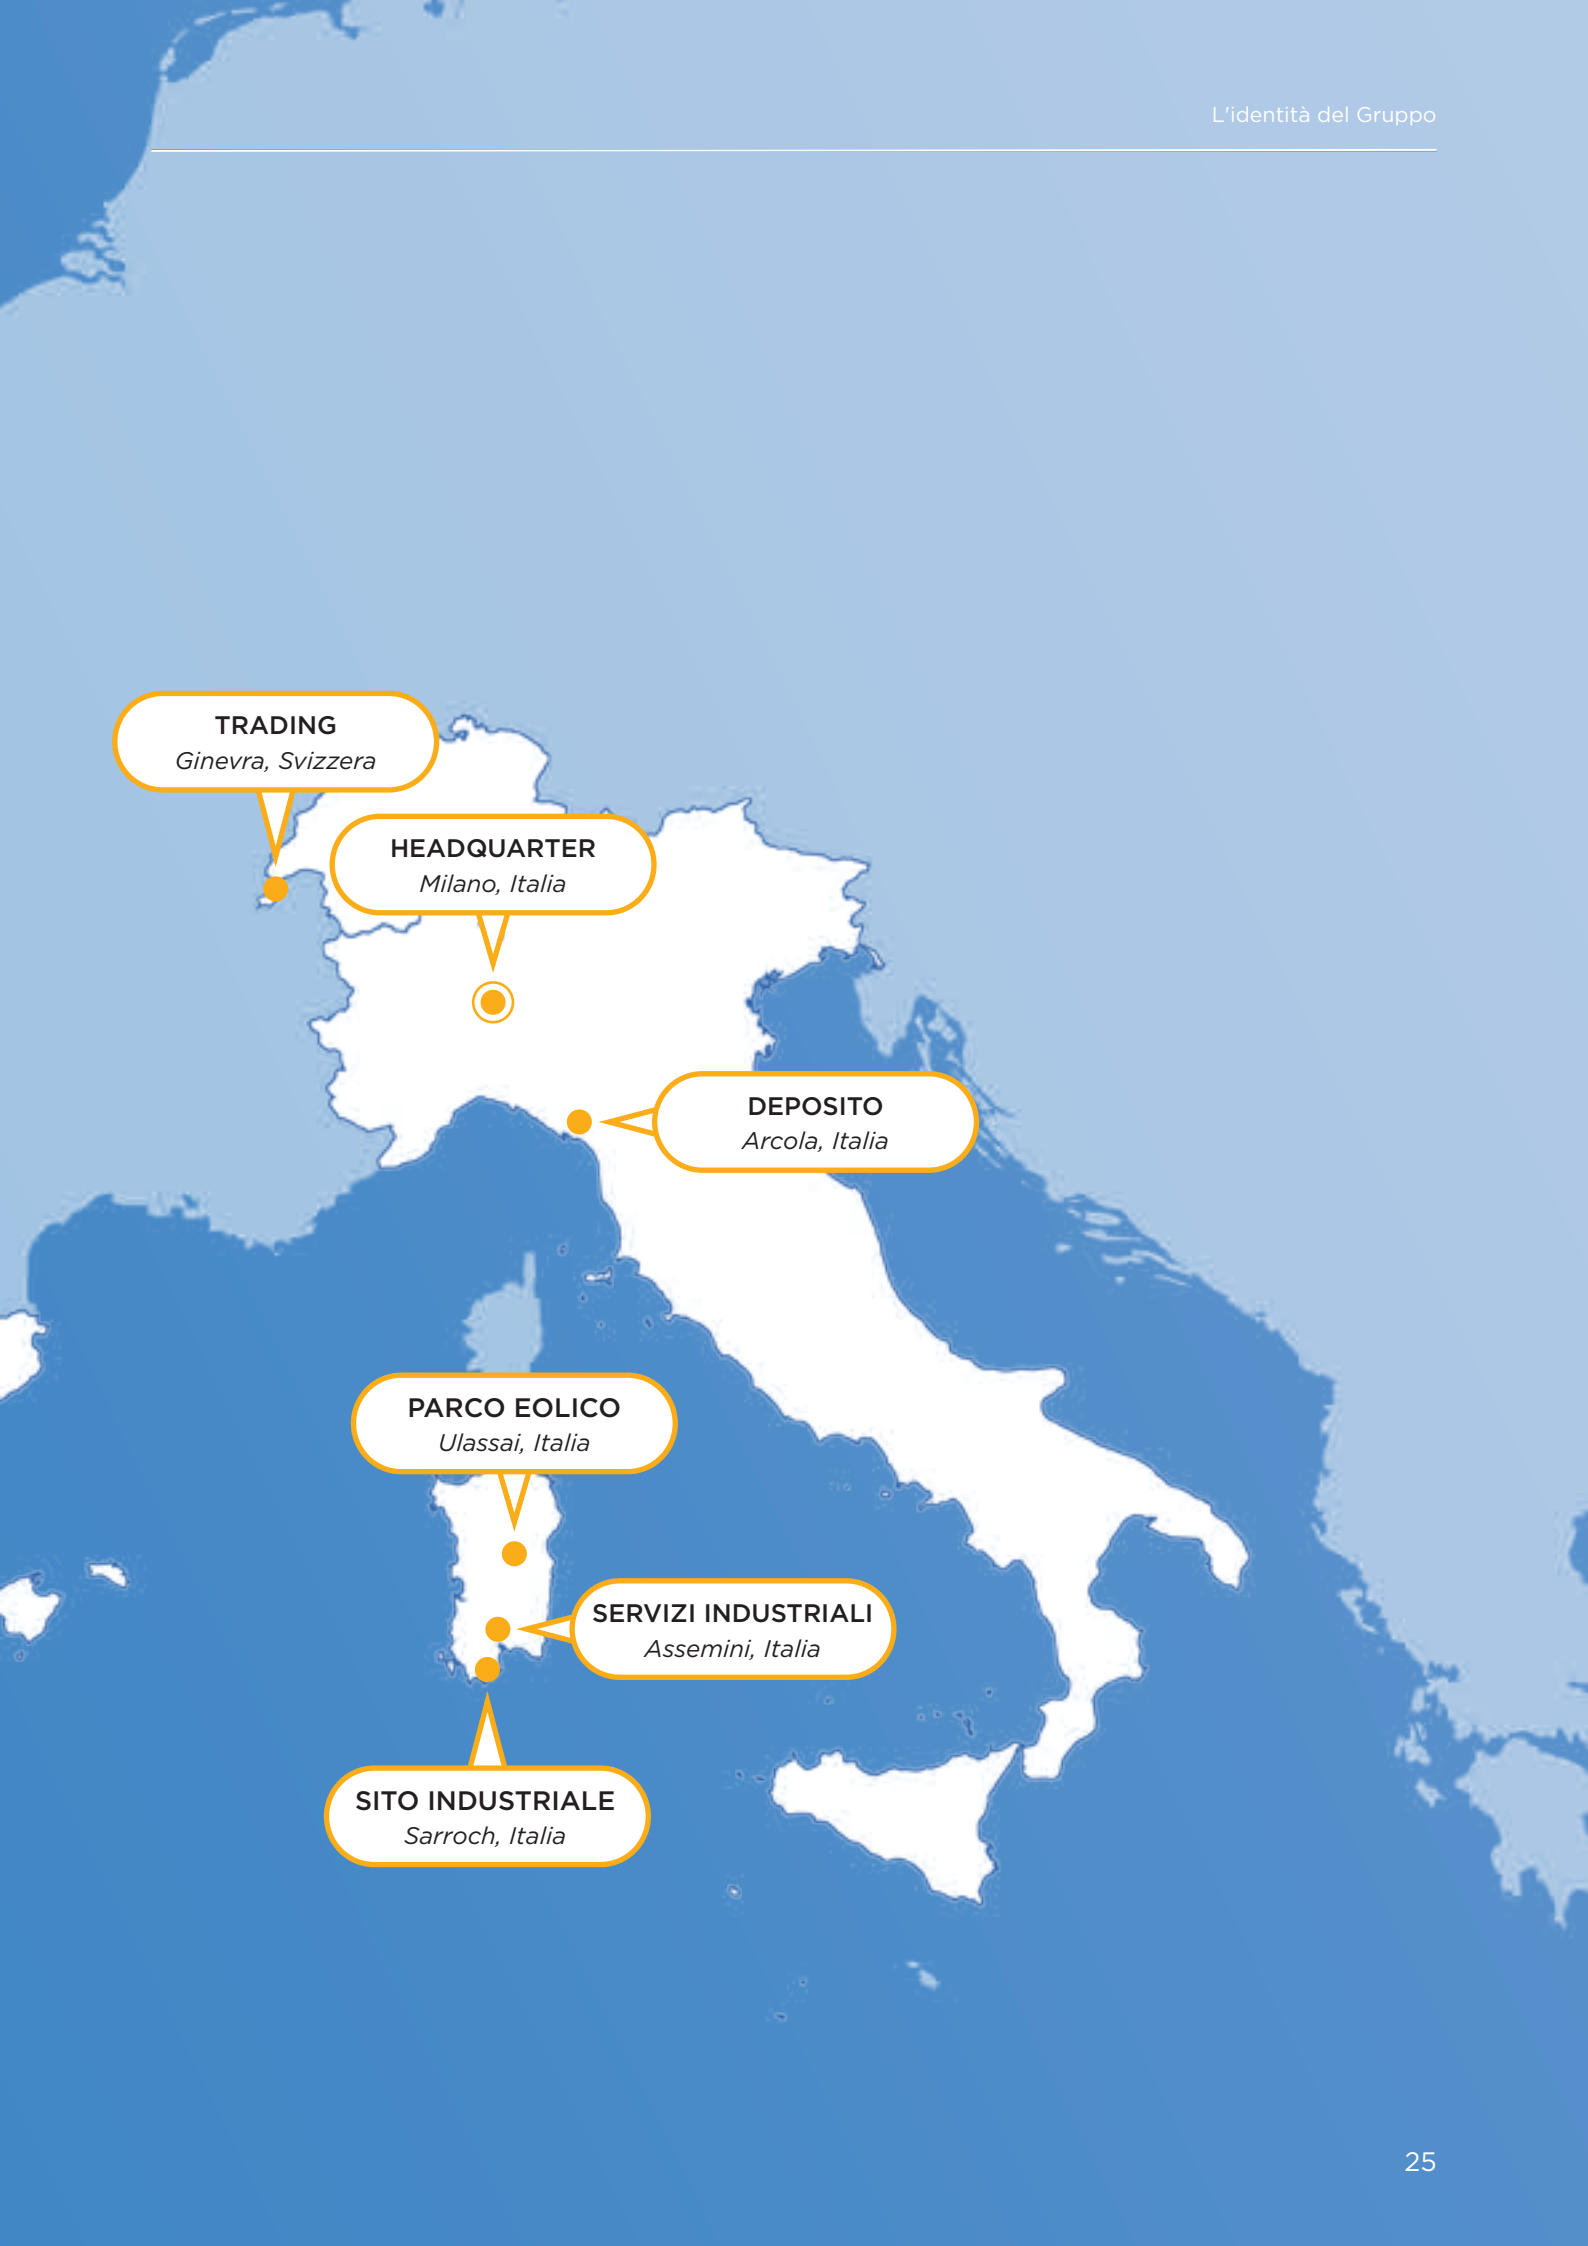 L'identità del Gruppo
TRADING
Ginevra, Svizzera
HEADQUARTER
Milano, Italia
DEPOSITO
Arcola, Italia
PARCO EOLICO
Ulassai, Italia
SERVIZI INDUSTRIALI
Assemini, Italia
SITO INDUSTRIALE
Sarroch, Italia
25